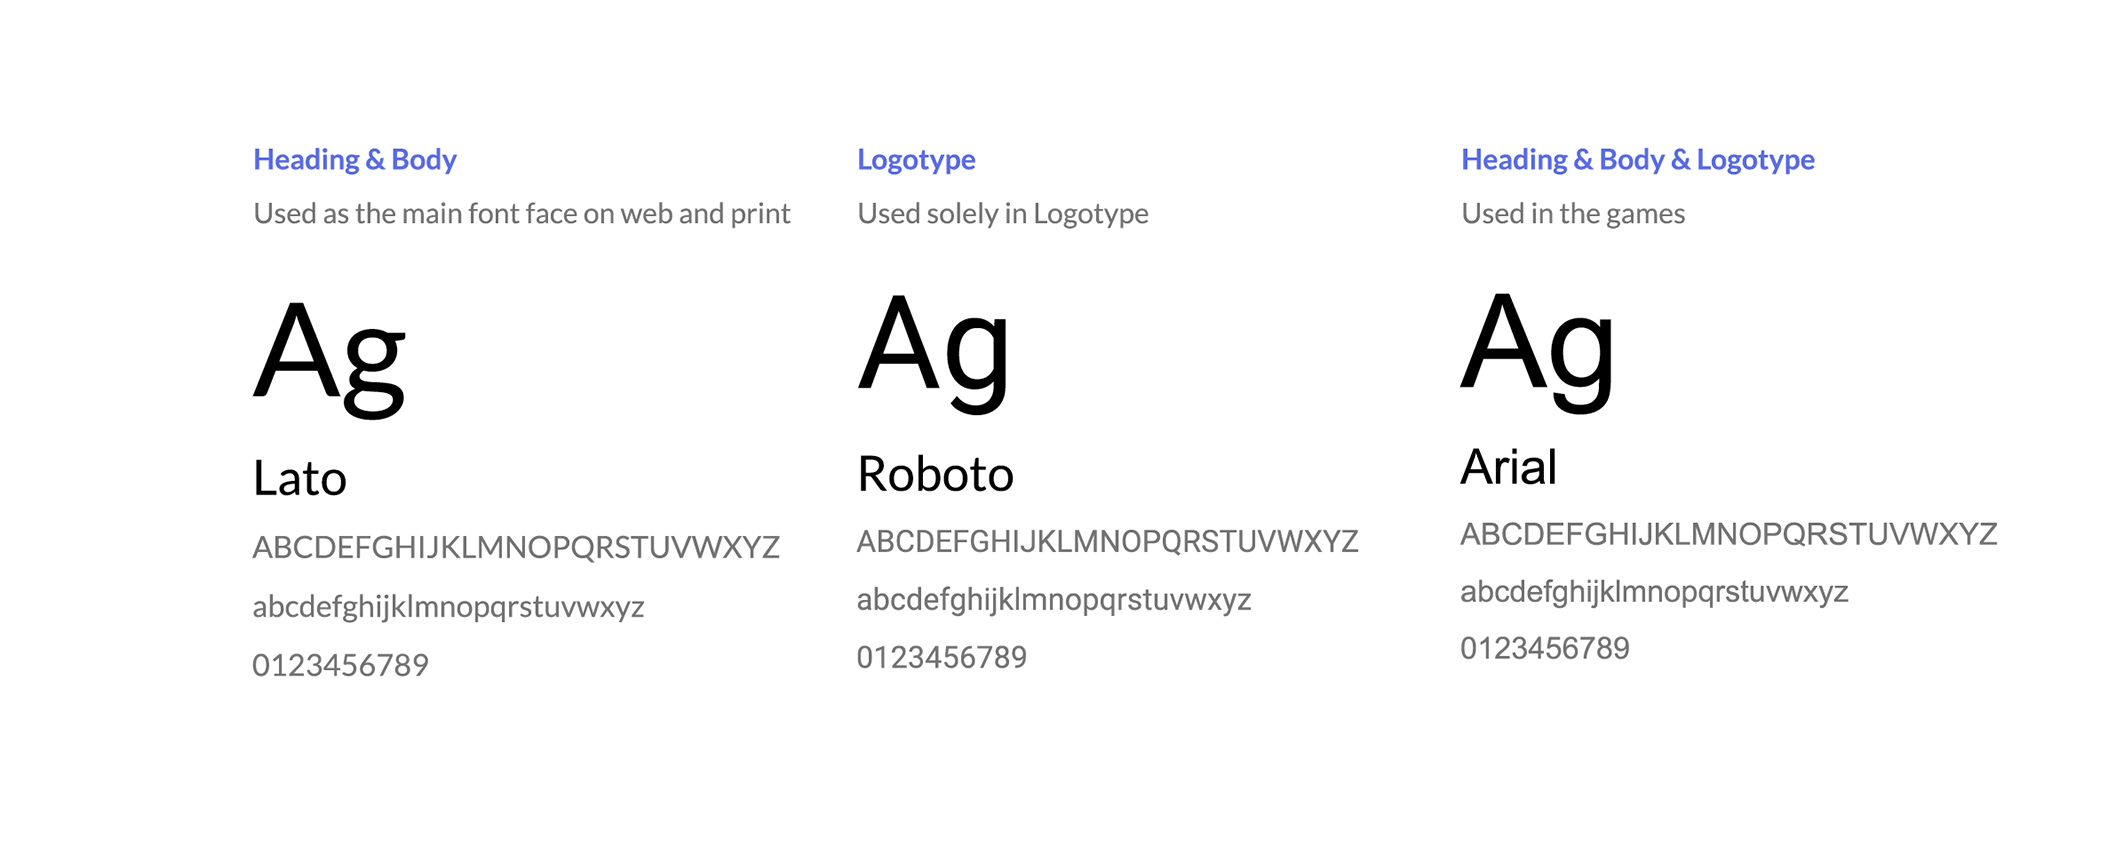 Heading & Body
Used as the main font face on web and print
Ag
Lato
ABCDEFGHIJKLMNOPQRSTUVWXYZ
abcdefghijklmnopqrstuvwxyz
0123456789
Logotype
Used solely in Logotype
Ag
Roboto
ABCDEFGHIJKLMNOPQRSTUVWXYZ
abcdefghijklmnopqrstuvwxyz
0123456789
Heading & Body & Logotype
Used in the games
Ag
Arial
ABCDEFGHIJKLMNOPQRSTUVWXYZ
abcdefghijklmnopqrstuvwxyz
0123456789